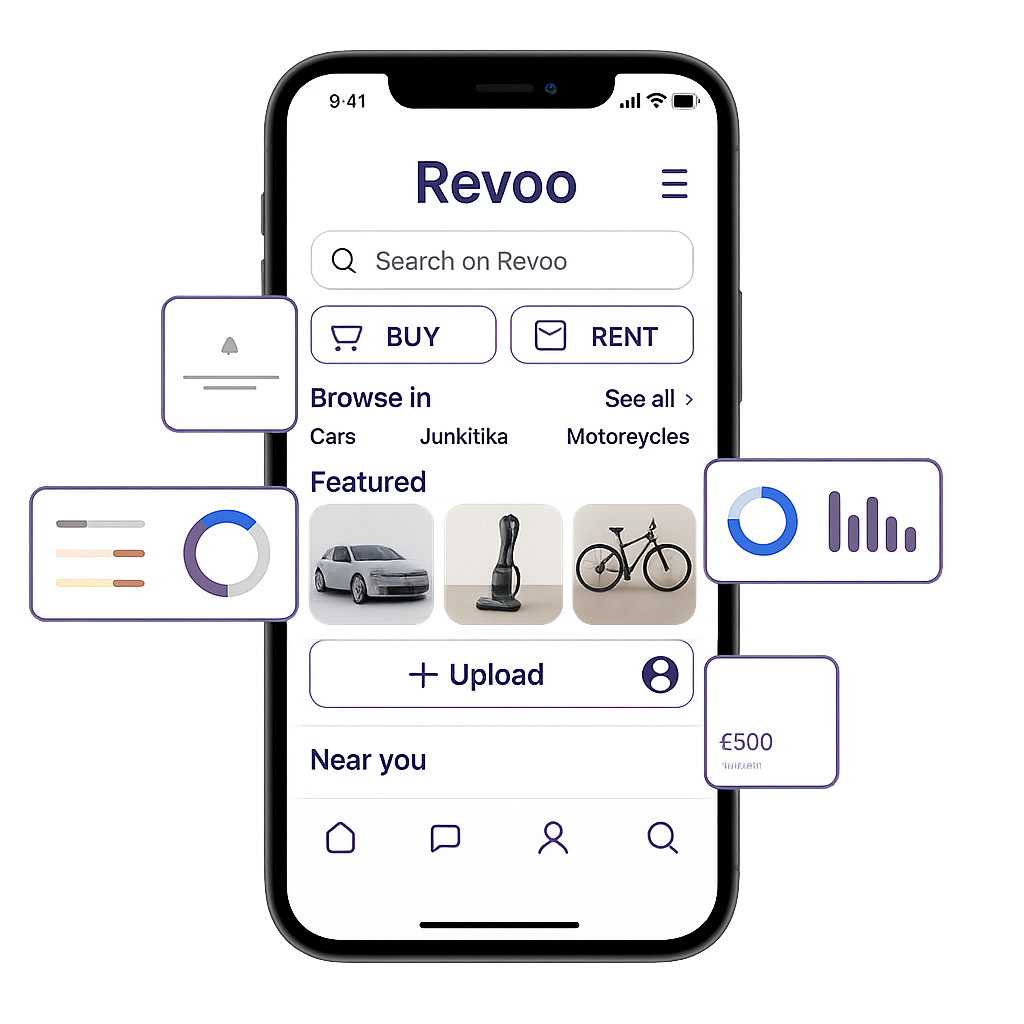 9:41
Revoo
Search on Revoo
BUY
RENT
Browse in
See all >
Cars
Junkitika
Motoreycles
Featured
+ Upload
£500
Near you